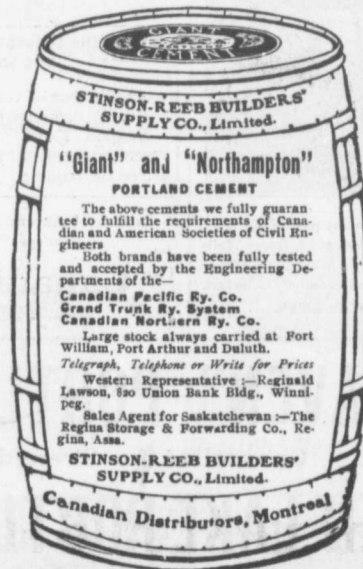 GIANT
CEMENT
STINSON-REEB BUILDERS'
SUPPLY CO., Limited.
"Giant" and "Northampton"
PORTLAND CEMENT
The above cements we fully guaran-
tee to fulfill the requirements of Cana-
dian and American Societies of Civil En-
gineers
Both brands have been fully tested
and accepted by the Engineering De-
partments of the—
Canadian Pacific Ry. Co.
Grand Trunk Ry. System
Canadian Northern Ry. Co.
Large stock always carried at Fort
William, Port Arthur and Duluth.
Telegraph, Telephone or Write for Prices
Western Representative :—Reginald
Lawson, 820 Union Bank Bldg., Winni-
peg.
Sales Agent for Saskatchewan :—The
Regina Storage & Forwarding Co., Re-
gina, Assa.
STINSON-REEB BUILDERS'
SUPPLY CO., Limited.
Canadian Distributors, Montreal